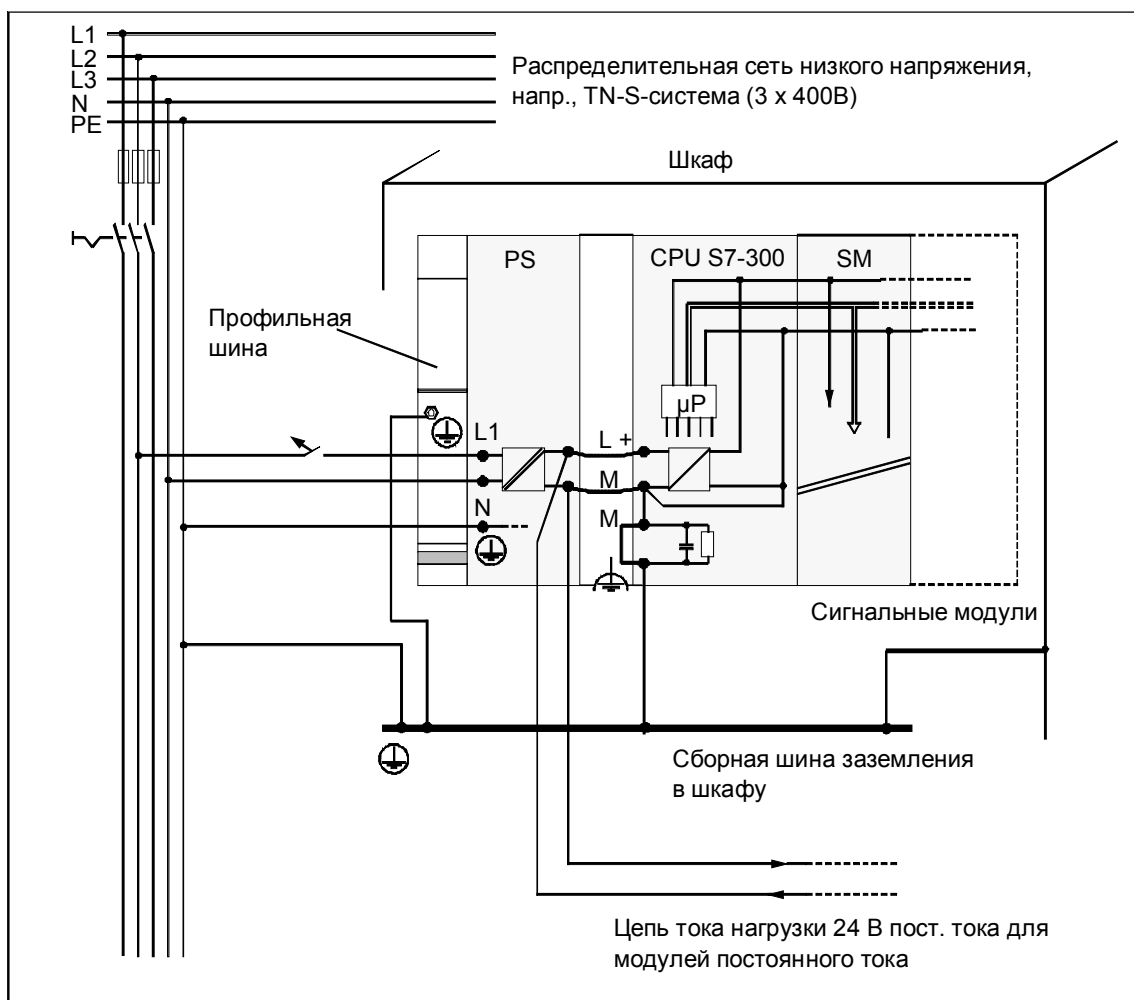 L1
L2
L3
N
PE
Распределительная сеть низкого напряжения,
напр., TN-S-система (3 x 400В)
Шкаф
PS
CPU S7-300
SM
Профильная
шина
µP
L1
L +
M
N
M
Сигнальные модули
Сборная шина заземления
в шкафу
Цепь тока нагрузки 24 В пост. тока для
модулей постоянного тока